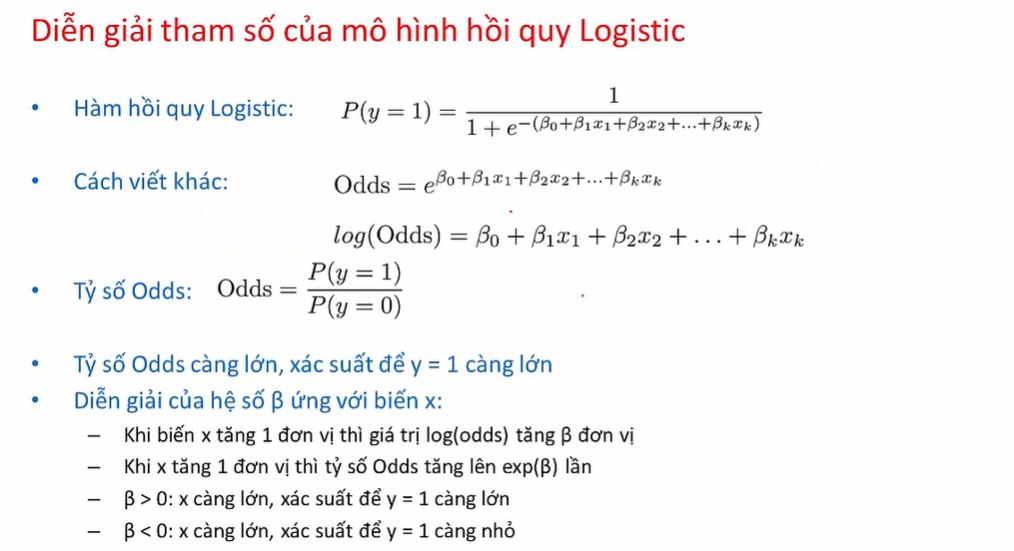 Diễn giải tham số của mô hình hồi quy Logistic
• Hàm hồi quy Logistic: P(y = 1) = 1 / (1 + e^{−(β₀+β₁x₁+β₂x₂+...+βₖxₖ)})
• Cách viết khác: Odds = e^{β₀+β₁x₁+β₂x₂+...+βₖxₖ}
log(Odds) = β₀ + β₁x₁ + β₂x₂ + . . . + βₖxₖ
• Tỷ số Odds: Odds = P(y = 1) / P(y = 0)
• Tỷ số Odds càng lớn, xác suất để y = 1 càng lớn
• Diễn giải của hệ số β ứng với biến x:
– Khi biến x tăng 1 đơn vị thì giá trị log(odds) tăng β đơn vị
– Khi x tăng 1 đơn vị thì tỷ số Odds tăng lên exp(β) lần
– β > 0: x càng lớn, xác suất để y = 1 càng lớn
– β < 0: x càng lớn, xác suất để y = 1 càng nhỏ